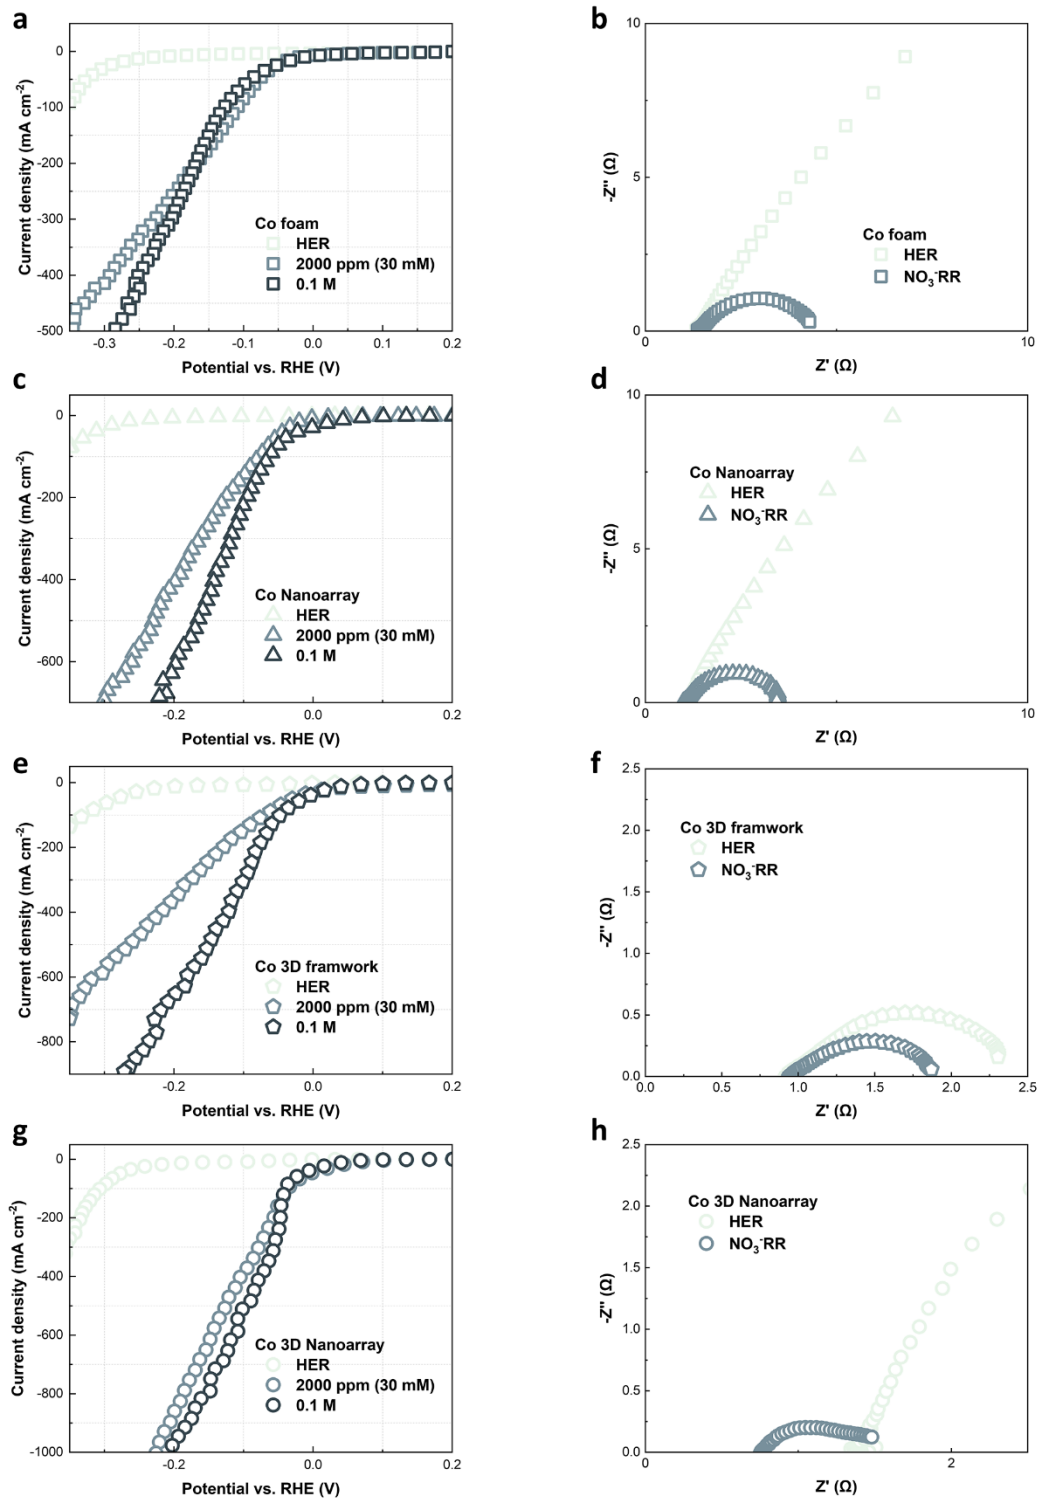 a
Current density (mA cm-2)
0
-100
-200
-300
-400
-500
Co foam
HER
2000 ppm (30 mM)
0.1 M
-0.3 -0.2 -0.1 0.0 0.1 0.2
Potential vs. RHE (V)
b
-Z'' (Ω)
10
5
0
Co foam
HER
NO3-RR
0 10
Z' (Ω)
c
Current density (mA cm-2)
0
-200
-400
-600
Co Nanoarray
HER
2000 ppm (30 mM)
0.1 M
-0.2 0.0 0.2
Potential vs. RHE (V)
d
-Z'' (Ω)
10
5
0
Co Nanoarray
HER
NO3-RR
0 10
Z' (Ω)
e
Current density (mA cm-2)
0
-200
-400
-600
-800
Co 3D framwork
HER
2000 ppm (30 mM)
0.1 M
-0.2 0.0 0.2
Potential vs. RHE (V)
f
-Z'' (Ω)
2.5
2.0
1.5
1.0
0.5
0.0
Co 3D framwork
HER
NO3-RR
0.0 0.5 1.0 1.5 2.0 2.5
Z' (Ω)
g
Current density (mA cm-2)
0
-200
-400
-600
-800
-1000
Co 3D Nanoarray
HER
2000 ppm (30 mM)
0.1 M
-0.2 0.0 0.2
Potential vs. RHE (V)
h
-Z'' (Ω)
2.5
2.0
1.5
1.0
0.5
0.0
Co 3D Nanoarray
HER
NO3-RR
0 1 2
Z' (Ω)